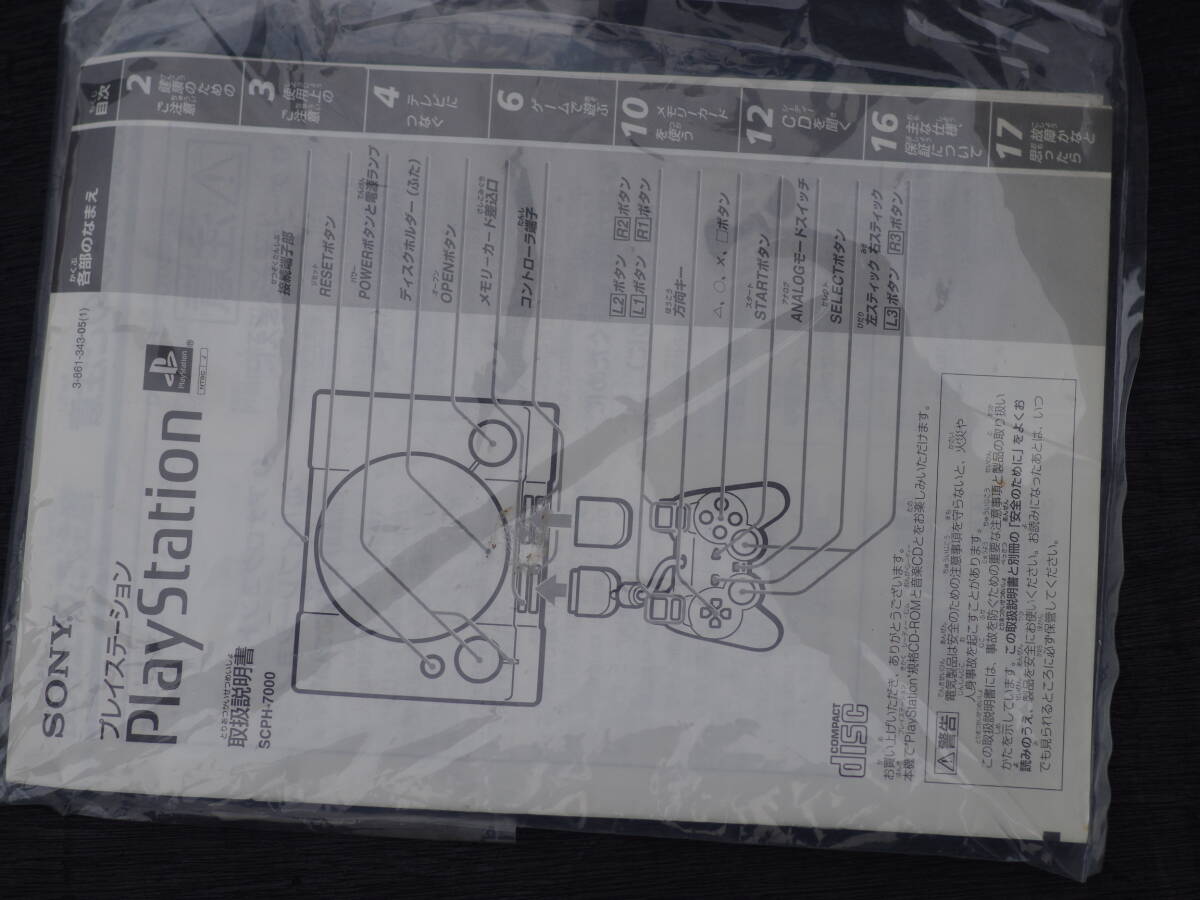 SONY
3-861-343-05(1)
プレイステーション
PlayStation
PlayStation
NTSC J
取扱説明書
SCPH-7000
各部のなまえ
接続端子部
RESETボタン
POWERボタンと電源ランプ
ディスクホルダー(ふた)
OPENボタン
メモリーカード差込口
コントローラ端子
L2ボタン R2ボタン
L1ボタン R1ボタン
方向キー
△、○、×、□ボタン
STARTボタン
ANALOGモードスイッチ
SELECTボタン
左スティック 右スティック
L3ボタン R3ボタン
目次
2
安全のための
ご注意
3
使用上の
ご注意
4
テレビに
つなぐ
6
ゲームで遊ぶ
10
メモリーカード
を使う
12
CDを聞く
16
主な仕様
保証について
17
故障かなと
思ったら
COMPACT
disc
お買い上げいただき、ありがとうございます。
本機で"PlayStation"規格CD-ROMと音楽CDとをお楽しみいただけます。
警告
電気製品は安全のための注意事項を守らないと、火災や
人身事故を起こすことがあります。
この取扱説明書には、事故を防ぐための重要な注意事項と製品の取り扱い
かたを示しています。この取扱説明書と別冊の「安全のために」をよくお
読みのうえ、製品を安全にお使いください。お読みになったあとは、いつ
でも見られるところに必ず保管してください。